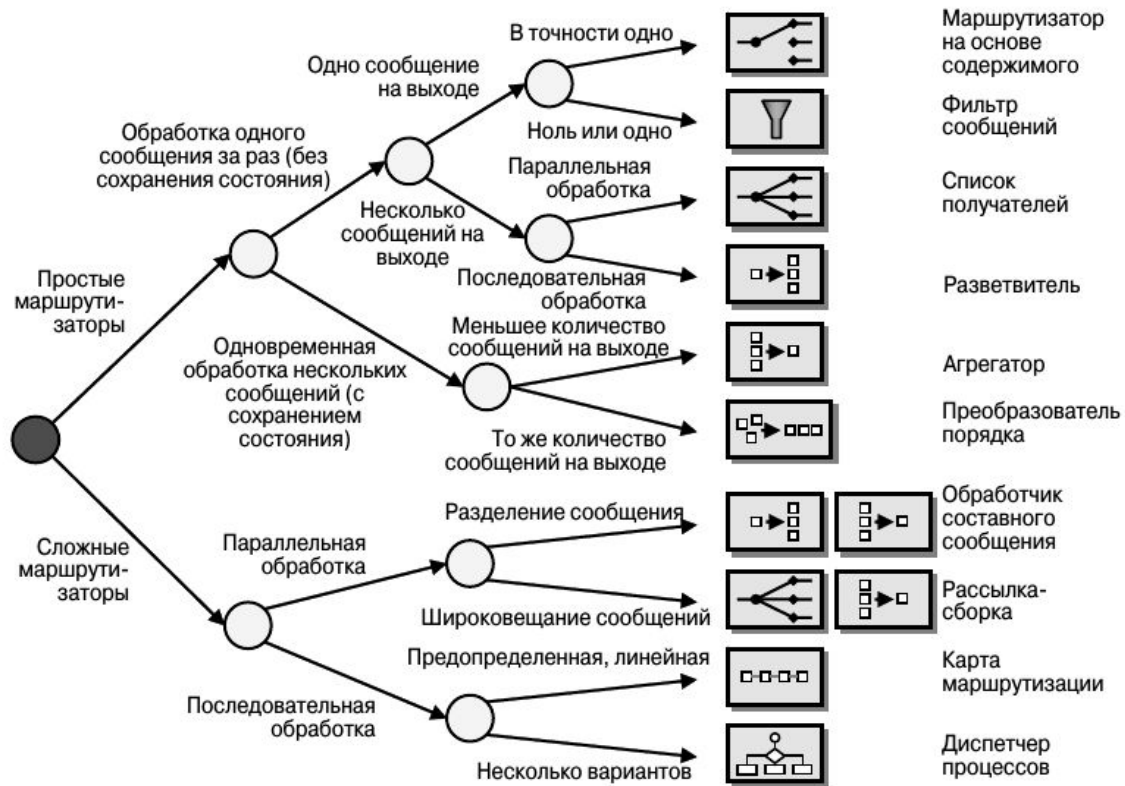 В точности одно
Маршрутизатор
на основе
содержимого
Одно сообщение
на выходе
Ноль или одно
Фильтр
сообщений
Обработка одного
сообщения за раз (без
сохранения состояния)
Параллельная
обработка
Список
получателей
Несколько
сообщений на
выходе
Последовательная
обработка
Разветвитель
Простые
маршрути-
заторы
Меньшее количество
сообщений на выходе
Агрегатор
Одновременная
обработка нескольких
сообщений (с
сохранением
состояния)
То же количество
сообщений на выходе
Преобразователь
порядка
Сложные
маршрути-
заторы
Параллельная
обработка
Разделение сообщения
Обработчик
составного
сообщения
Широковещание сообщений
Рассылка-
сборка
Последовательная
обработка
Предопределенная, линейная
Карта
маршрутизации
Несколько вариантов
Диспетчер
процессов